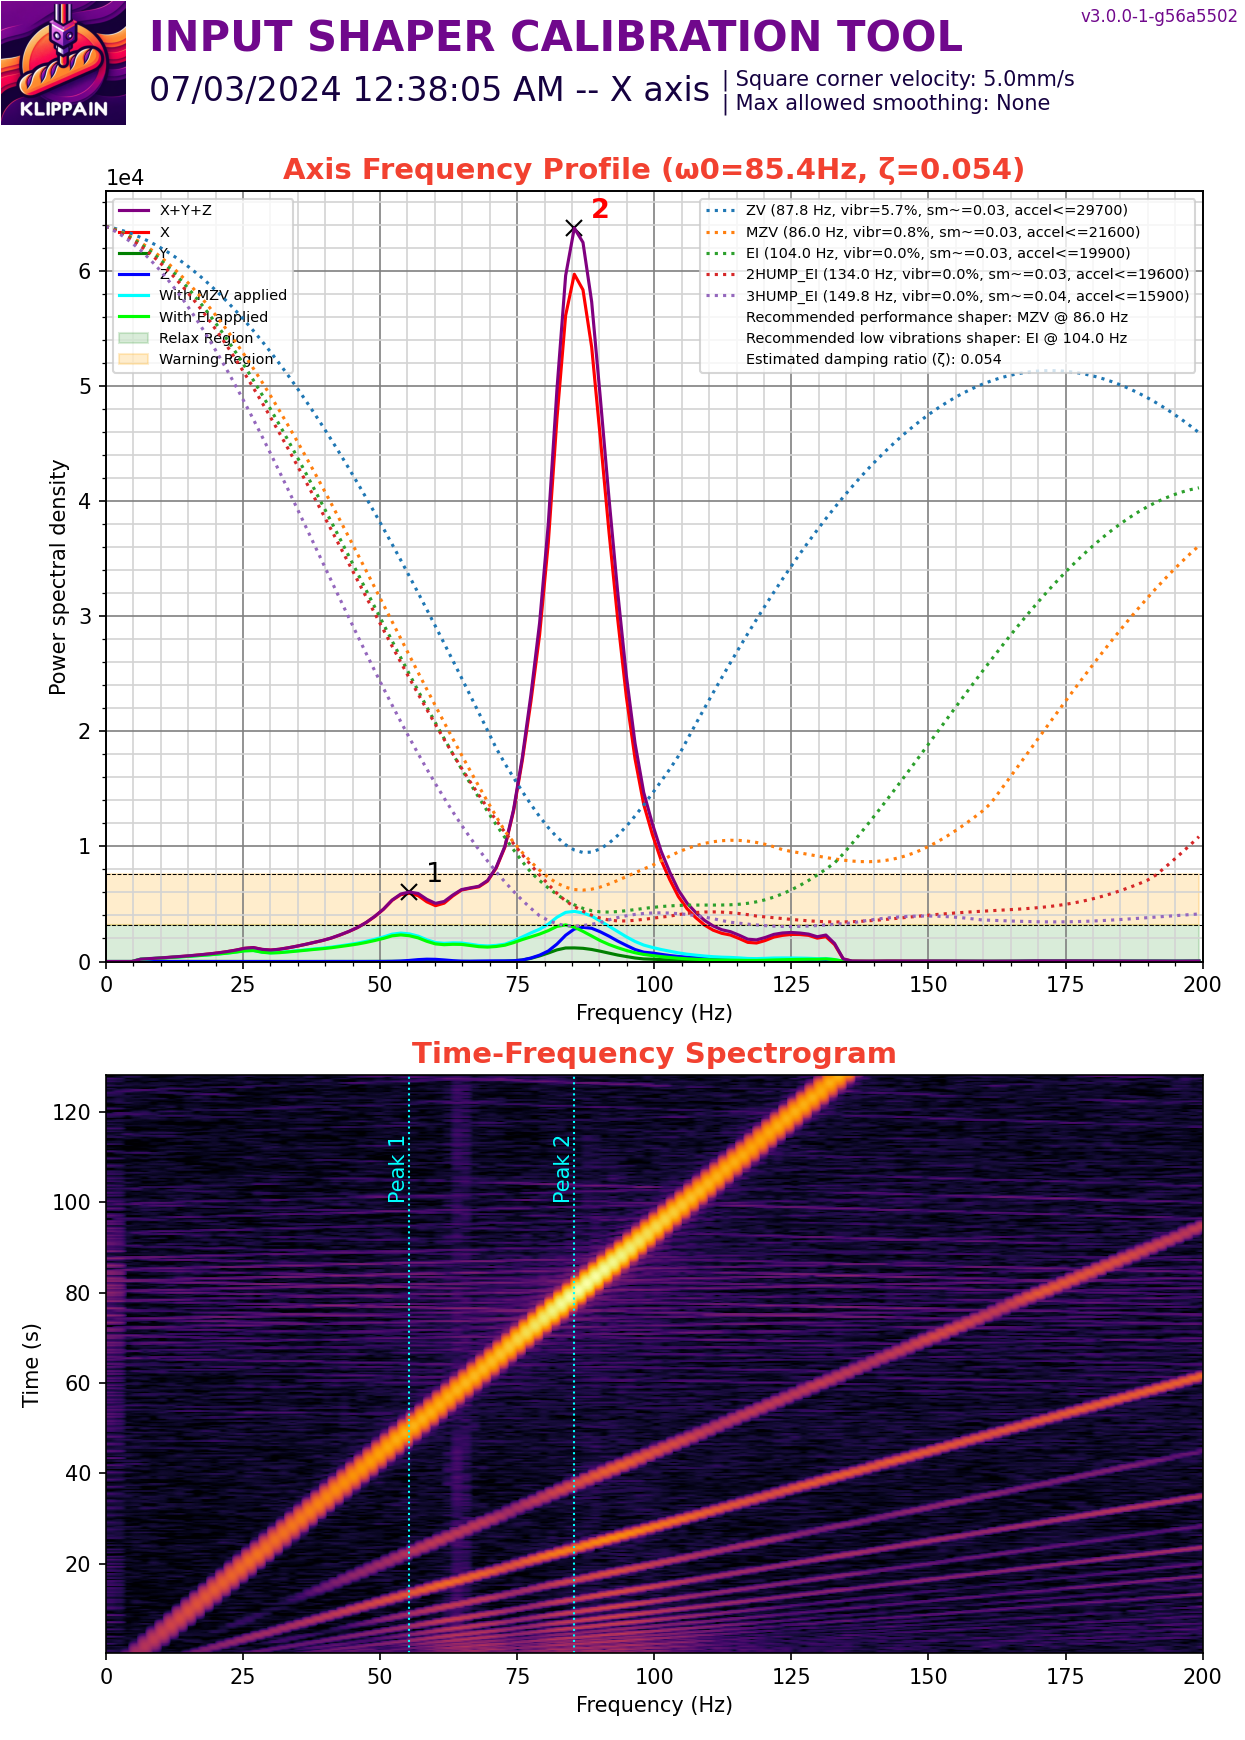 v3.0.0-1-g56a5502
INPUT SHAPER CALIBRATION TOOL
07/03/2024 12:38:05 AM -- X axis
| Square corner velocity: 5.0mm/s
| Max allowed smoothing: None
KLIPPAIN
Axis Frequency Profile (ω0=85.4Hz, ζ=0.054)
1e4
X+Y+Z
X
Y
Z
With MZV applied
With EI applied
Relax Region
Warning Region
ZV (87.8 Hz, vibr=5.7%, sm~=0.03, accel<=29700)
MZV (86.0 Hz, vibr=0.8%, sm~=0.03, accel<=21600)
EI (104.0 Hz, vibr=0.0%, sm~=0.03, accel<=19900)
2HUMP_EI (134.0 Hz, vibr=0.0%, sm~=0.03, accel<=19600)
3HUMP_EI (149.8 Hz, vibr=0.0%, sm~=0.04, accel<=15900)
Recommended performance shaper: MZV @ 86.0 Hz
Recommended low vibrations shaper: EI @ 104.0 Hz
Estimated damping ratio (ζ): 0.054
2
1
Power spectral density
6
5
4
3
2
1
0
0 25 50 75 100 125 150 175 200
Frequency (Hz)
Time-Frequency Spectrogram
Peak 1
Peak 2
Time (s)
120
100
80
60
40
20
0 25 50 75 100 125 150 175 200
Frequency (Hz)